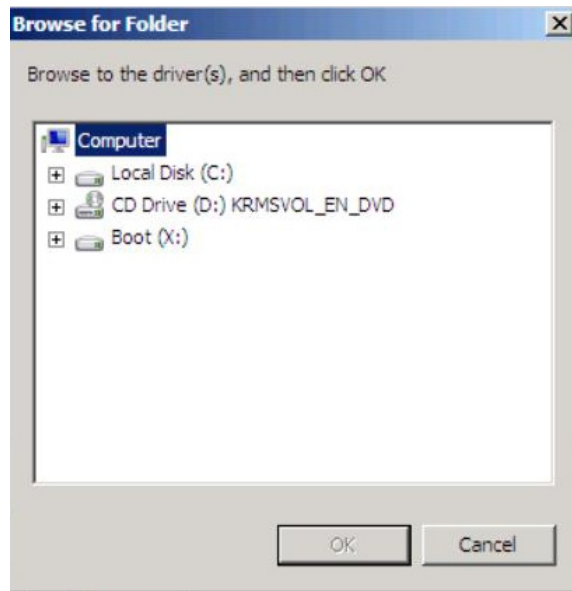 Browse for Folder
Browse to the driver(s), and then click OK
Computer
Local Disk (C:)
CD Drive (D:) KRMSVOL_EN_DVD
Boot (X:)
OK
Cancel